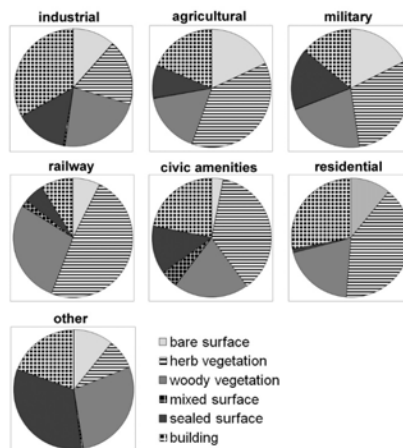 industrial agricultural military
railway civic amenities residential
other
bare surface
herb vegetation
woody vegetation
mixed surface
sealed surface
building